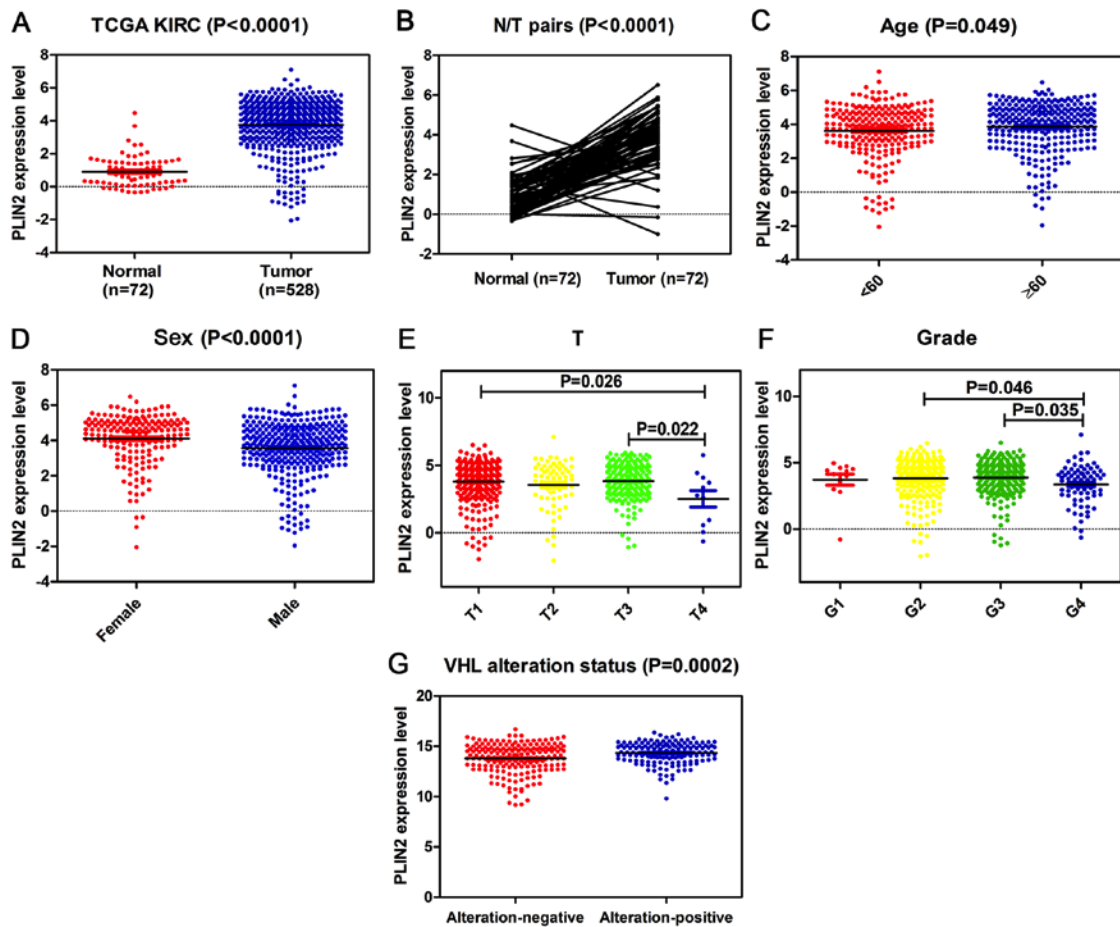 A
TCGA KIRC (P<0.0001)
PLIN2 expression level
8
6
4
2
0
-2
-4
Normal
(n=72)
Tumor
(n=528)
B
N/T pairs (P<0.0001)
PLIN2 expression level
8
6
4
2
0
-2
Normal (n=72)
Tumor (n=72)
C
Age (P=0.049)
PLIN2 expression level
8
6
4
2
0
-2
-4
<60
≥60
D
Sex (P<0.0001)
PLIN2 expression level
8
6
4
2
0
-2
-4
Female
Male
E
T
P=0.026
P=0.022
PLIN2 expression level
10
5
0
T1
T2
T3
T4
F
Grade
P=0.046
P=0.035
PLIN2 expression level
10
5
0
G1
G2
G3
G4
G
VHL alteration status (P=0.0002)
PLIN2 expression level
20
15
10
5
0
Alteration-negative
Alteration-positive